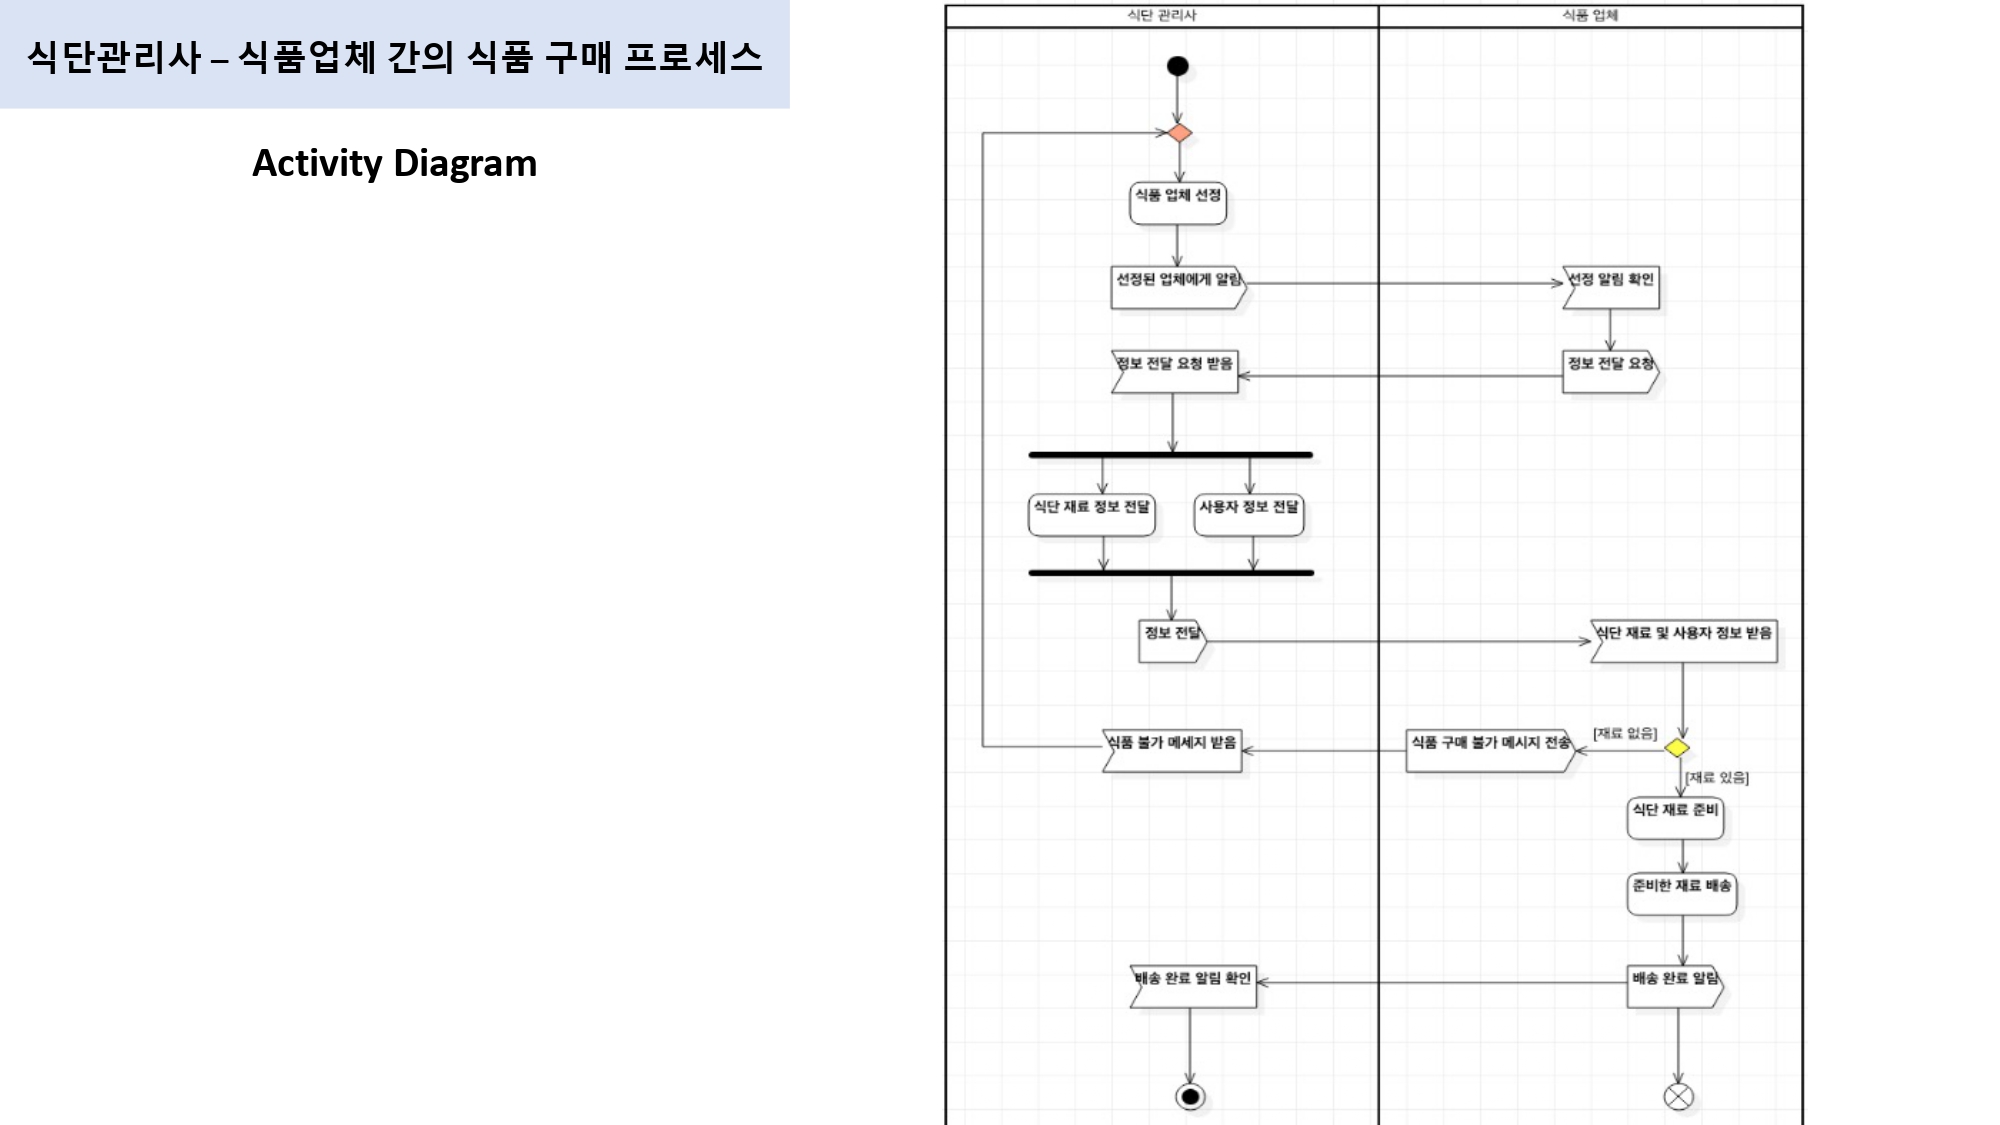 식단관리사 – 식품업체 간의 식품 구매 프로세스
Activity Diagram
식단 관리사
식품 업체
식품 업체 선정
선정된 업체에게 알림
선정 알림 확인
정보 전달 요청 받음
정보 전달 요청
식단 재료 정보 전달
사용자 정보 전달
정보 전달
식단 재료 및 사용자 정보 받음
식품 불가 메세지 받음
식품 구매 불가 메시지 전송
[재료 없음]
[재료 있음]
식단 재료 준비
준비한 재료 배송
배송 완료 알림 확인
배송 완료 알림